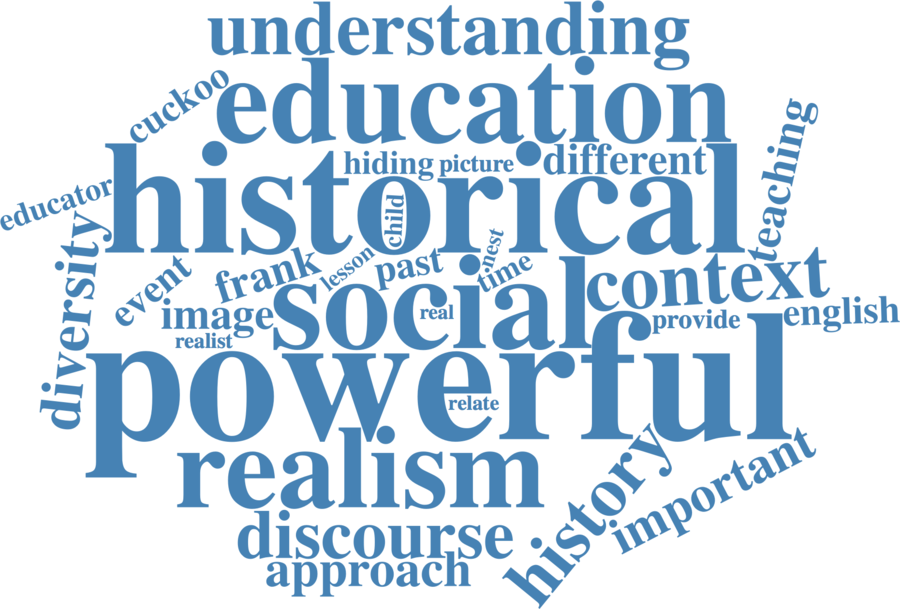 understanding
education
cuckoo
teaching
hiding
picture
different
historical
educator
child
diversity
event
frank
lesson
past
nest
time
context
image
social
real
provide
english
realist
powerful
relate
realism
history
important
discourse
approach